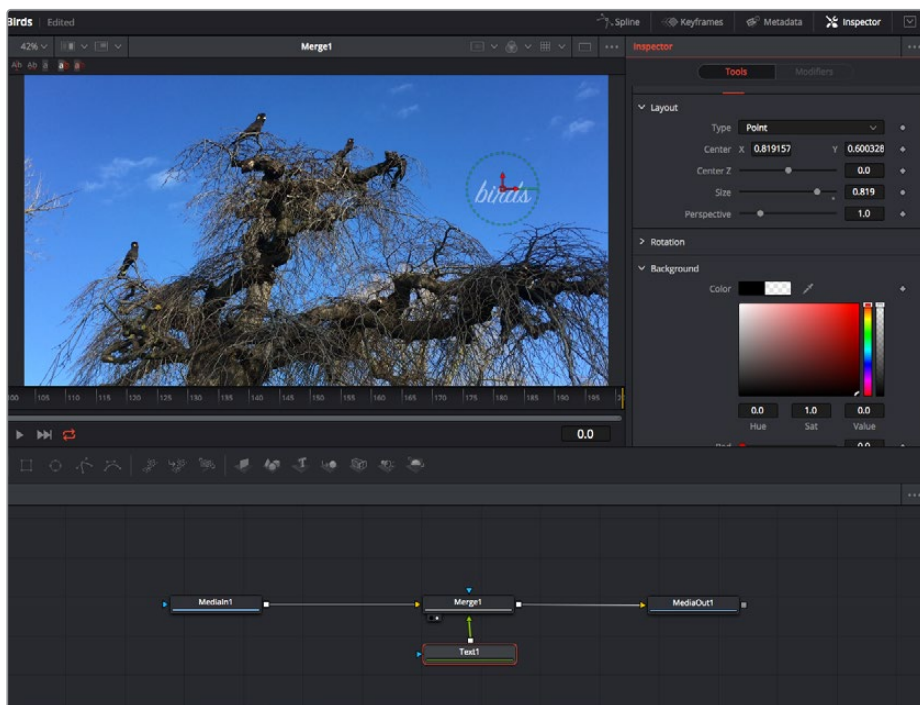 Birds Edited Spline Keyframes Metadata Inspector
42% Merge1 Inspector
Tools Modifiers
Layout
Type Point
Center X 0.819157 Y 0.600328
Center Z 0.0
Size 0.819
Perspective 1.0
Rotation
Background
Color
birds
100 105 110 115 120 125 130 135 140 145 150 155 160 165 170 175 180 185 190 195
0.0 1.0 0.0
Hue Sat Value
0.0
MediaIn1 Merge1 MediaOut1
Text1